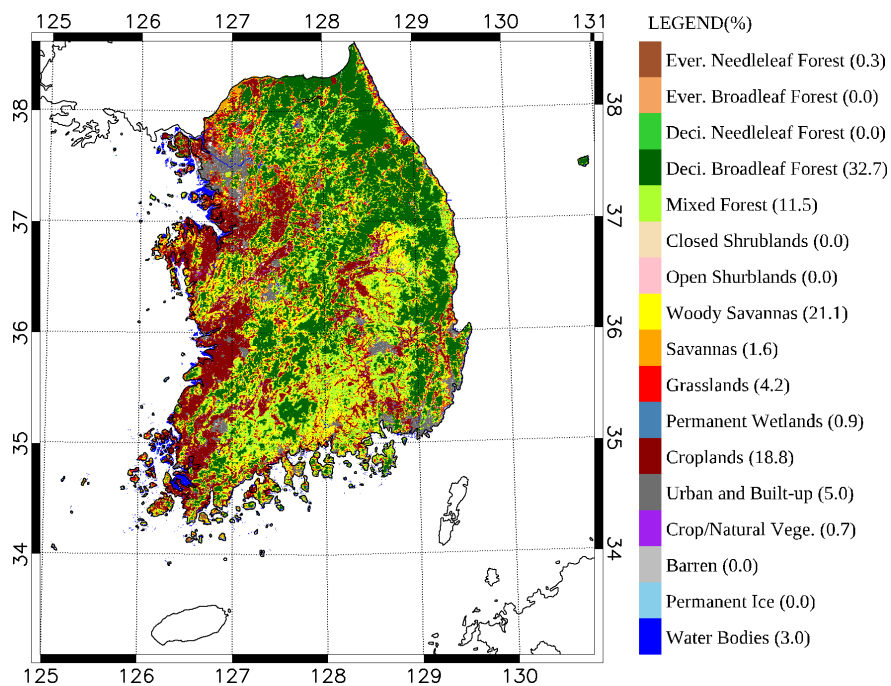 125 126 127 128 129 130 131
LEGEND(%)
38
37
36
35
34
38
37
36
35
34
125 126 127 128 129 130
Ever. Needleleaf Forest (0.3)
Ever. Broadleaf Forest (0.0)
Deci. Needleleaf Forest (0.0)
Deci. Broadleaf Forest (32.7)
Mixed Forest (11.5)
Closed Shrublands (0.0)
Open Shurblands (0.0)
Woody Savannas (21.1)
Savannas (1.6)
Grasslands (4.2)
Permanent Wetlands (0.9)
Croplands (18.8)
Urban and Built-up (5.0)
Crop/Natural Vege. (0.7)
Barren (0.0)
Permanent Ice (0.0)
Water Bodies (3.0)